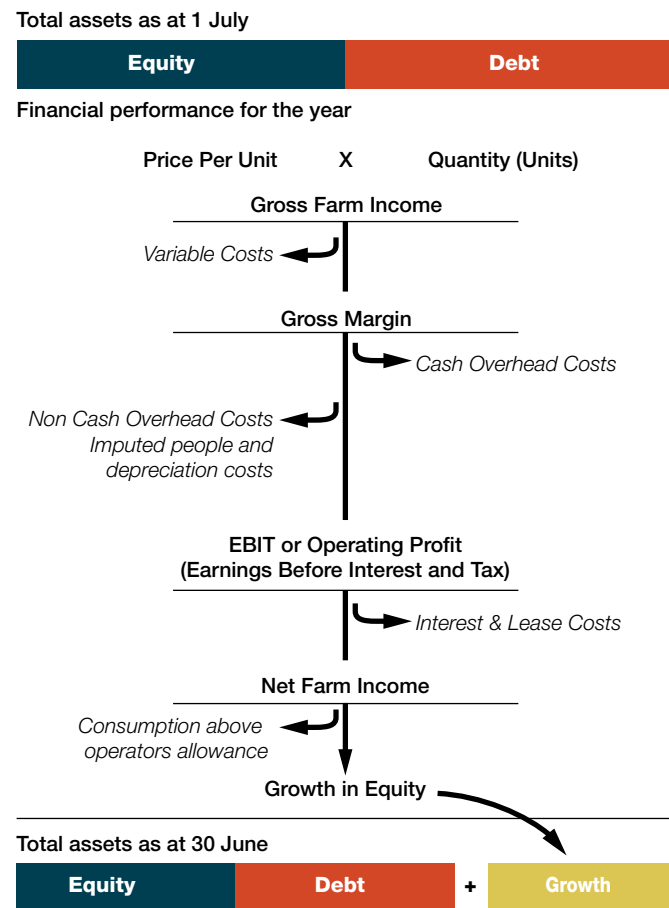 Total assets as at 1 July
Equity Debt
Financial performance for the year
Price Per Unit X Quantity (Units)
Gross Farm Income
Variable Costs
Gross Margin
Cash Overhead Costs
Non Cash Overhead Costs
Imputed people and
depreciation costs
EBIT or Operating Profit
(Earnings Before Interest and Tax)
Interest & Lease Costs
Net Farm Income
Consumption above
operators allowance
Growth in Equity
Total assets as at 30 June
Equity Debt + Growth